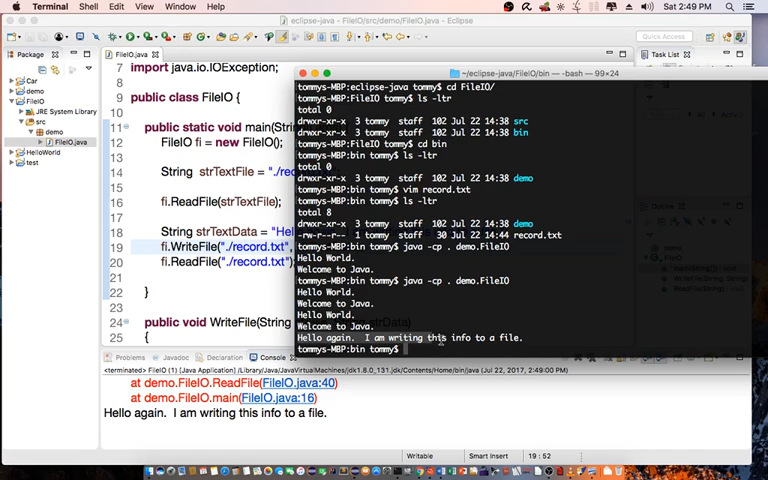 Terminal Shell Edit View Window Help
Sat 2:49 PM
eclipse-java - FileIO/src/demo/FileIO.java - Eclipse
Quick Access
Package
Car
demo
FileIO
JRE System Library
src
demo
FileIO.java
HelloWorld
test
FileIO.java
7 import java.io.IOException;
9 public class FileIO {
11 public static void main(String
12 FileIO fi = new FileIO();
13
14 String strTextFile = "./reco
15
16 fi.ReadFile(strTextFile);
17
18 String strTextData = "Hel
19 fi.WriteFile("./record.txt",
20 fi.ReadFile("./record.txt")
21
22 }
24 public void WriteFile(String strData)
25 {
Task List
~/eclipse-java/FileIO/bin — -bash — 99×24
tommys-MBP:eclipse-java tommy$ cd FileIO/
tommys-MBP:FileIO tommy$ ls -ltr
total 0
drwxr-xr-x 3 tommy staff 102 Jul 22 14:38 src
drwxr-xr-x 3 tommy staff 102 Jul 22 14:38 bin
tommys-MBP:FileIO tommy$ cd bin
tommys-MBP:bin tommy$ ls -ltr
total 0
drwxr-xr-x 3 tommy staff 102 Jul 22 14:38 demo
tommys-MBP:bin tommy$ vim record.txt
tommys-MBP:bin tommy$ ls -ltr
total 8
drwxr-xr-x 3 tommy staff 102 Jul 22 14:38 demo
-rw-r--r-- 1 tommy staff 30 Jul 22 14:44 record.txt
tommys-MBP:bin tommy$ java -cp . demo.FileIO
Hello World.
Welcome to Java.
tommys-MBP:bin tommy$ java -cp . demo.FileIO
Hello World.
Welcome to Java.
Hello World.
Welcome to Java.
Hello again. I am writing this info to a file.
tommys-MBP:bin tommy$
Problems Javadoc Declaration Console
<terminated> FileIO (1) [Java Application] /Library/Java/JavaVirtualMachines/jdk1.8.0_131.jdk/Contents/Home/bin/java (Jul 22, 2017, 2:49:00 PM)
at demo.FileIO.ReadFile(FileIO.java:40)
at demo.FileIO.main(FileIO.java:16)
Hello again. I am writing this info to a file.
Writable Smart Insert 19 : 52